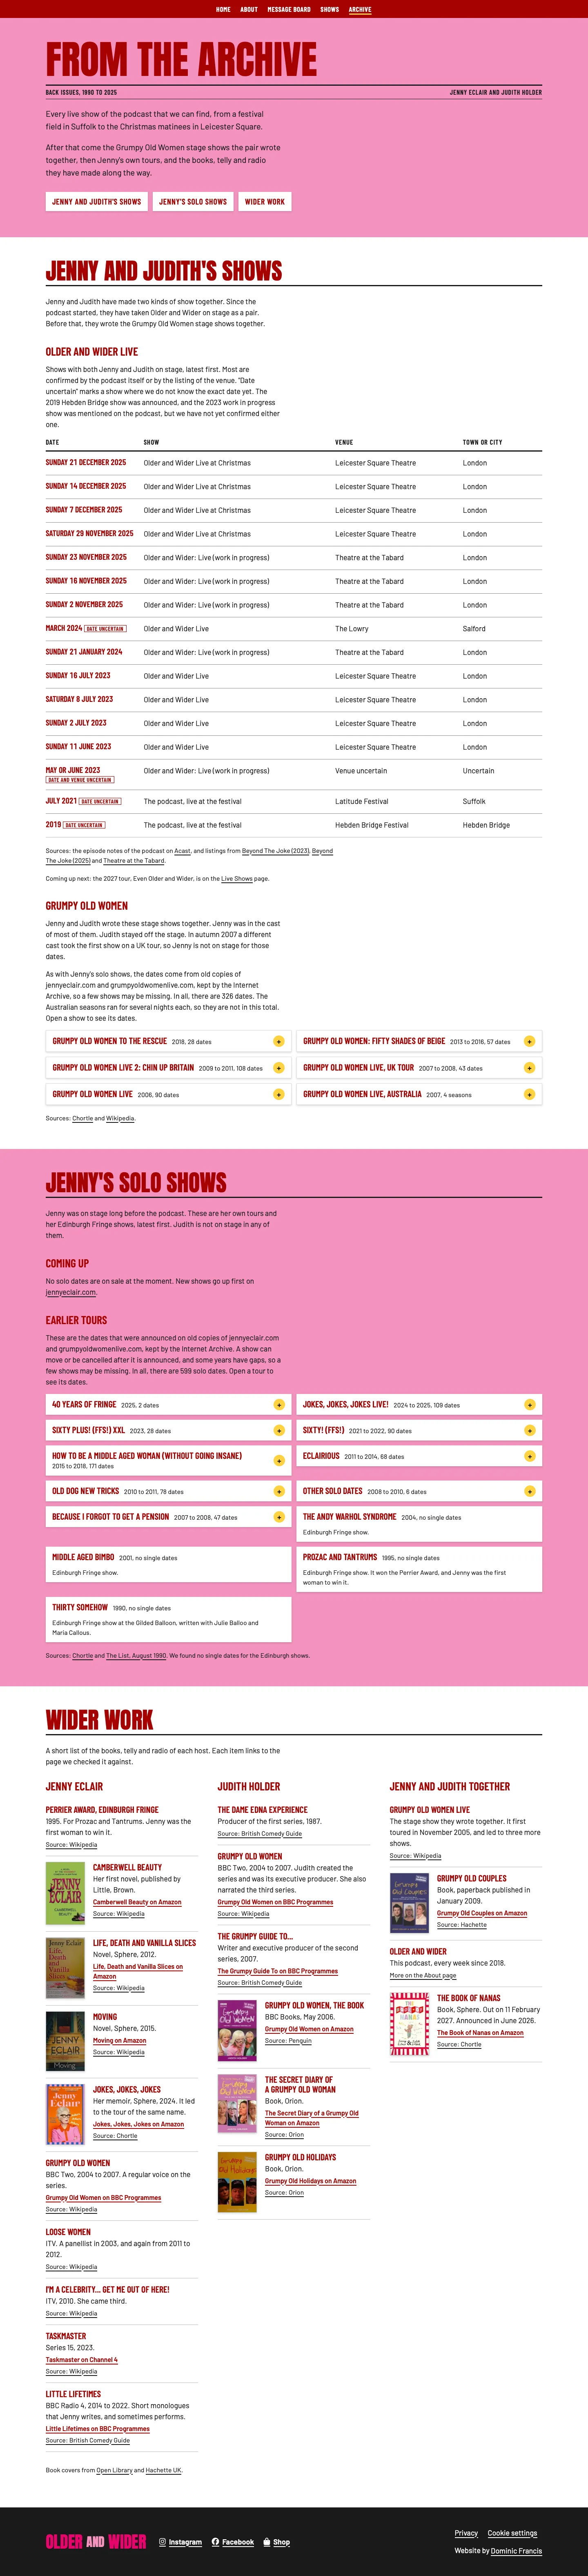 HOME ABOUT MESSAGE BOARD SHOWS ARCHIVE
FROM THE ARCHIVE
BACK ISSUES, 1990 TO 2025
JENNY ECLAIR AND JUDITH HOLDER
Every live show of the podcast that we can find, from a festival
field in Suffolk to the Christmas matinees in Leicester Square.
After that come the Grumpy Old Women stage shows the pair wrote
together, then Jenny's own tours, and the books, telly and radio
they have made along the way.
JENNY AND JUDITH'S SHOWS JENNY'S SOLO SHOWS WIDER WORK
JENNY AND JUDITH'S SHOWS
Jenny and Judith have made two kinds of show together. Since the
podcast started, they have taken Older and Wider on stage as a pair.
Before that, they wrote the Grumpy Old Women stage shows together.
OLDER AND WIDER LIVE
Shows with both Jenny and Judith on stage, latest first. Most are
confirmed by the podcast itself or by the listing of the venue. "Date
uncertain" marks a show where we do not know the exact date yet. The
2019 Hebden Bridge show was announced, and the 2023 work in progress
show was mentioned on the podcast, but we have not yet confirmed either
one.
DATE SHOW VENUE TOWN OR CITY
SUNDAY 21 DECEMBER 2025 Older and Wider Live at Christmas Leicester Square Theatre London
SUNDAY 14 DECEMBER 2025 Older and Wider Live at Christmas Leicester Square Theatre London
SUNDAY 7 DECEMBER 2025 Older and Wider Live at Christmas Leicester Square Theatre London
SATURDAY 29 NOVEMBER 2025 Older and Wider Live at Christmas Leicester Square Theatre London
SUNDAY 23 NOVEMBER 2025 Older and Wider: Live (work in progress) Theatre at the Tabard London
SUNDAY 16 NOVEMBER 2025 Older and Wider: Live (work in progress) Theatre at the Tabard London
SUNDAY 2 NOVEMBER 2025 Older and Wider: Live (work in progress) Theatre at the Tabard London
MARCH 2024 DATE UNCERTAIN Older and Wider Live The Lowry Salford
SUNDAY 21 JANUARY 2024 Older and Wider: Live (work in progress) Theatre at the Tabard London
SUNDAY 16 JULY 2023 Older and Wider Live Leicester Square Theatre London
SATURDAY 8 JULY 2023 Older and Wider Live Leicester Square Theatre London
SUNDAY 2 JULY 2023 Older and Wider Live Leicester Square Theatre London
SUNDAY 11 JUNE 2023 Older and Wider Live Leicester Square Theatre London
MAY OR JUNE 2023 Older and Wider: Live (work in progress) Venue uncertain Uncertain
DATE AND VENUE UNCERTAIN
JULY 2021 DATE UNCERTAIN The podcast, live at the festival Latitude Festival Suffolk
2019 DATE UNCERTAIN The podcast, live at the festival Hebden Bridge Festival Hebden Bridge
Sources: the episode notes of the podcast on Acast, and listings from Beyond The Joke (2023), Beyond
The Joke (2025) and Theatre at the Tabard.
Coming up next: the 2027 tour, Even Older and Wider, is on the Live Shows page.
GRUMPY OLD WOMEN
Jenny and Judith wrote these stage shows together. Jenny was in the cast
of most of them. Judith stayed off the stage. In autumn 2007 a different
cast took the first show on a UK tour, so Jenny is not on stage for those
dates.
As with Jenny's solo shows, the dates come from old copies of
jennyeclair.com and grumpyoldwomenlive.com, kept by the Internet
Archive, so a few shows may be missing. In all, there are 326 dates. The
Australian seasons ran for several nights each, so they are not in this total.
Open a show to see its dates.
GRUMPY OLD WOMEN TO THE RESCUE 2018, 28 dates +
GRUMPY OLD WOMEN: FIFTY SHADES OF BEIGE 2013 to 2016, 57 dates +
GRUMPY OLD WOMEN LIVE 2: CHIN UP BRITAIN 2009 to 2011, 108 dates +
GRUMPY OLD WOMEN LIVE, UK TOUR 2007 to 2008, 43 dates +
GRUMPY OLD WOMEN LIVE 2006, 90 dates +
GRUMPY OLD WOMEN LIVE, AUSTRALIA 2007, 4 seasons +
Sources: Chortle and Wikipedia.
JENNY'S SOLO SHOWS
Jenny was on stage long before the podcast. These are her own tours and
her Edinburgh Fringe shows, latest first. Judith is not on stage in any of
them.
COMING UP
No solo dates are on sale at the moment. New shows go up first on
jennyeclair.com.
EARLIER TOURS
These are the dates that were announced on old copies of jennyeclair.com
and grumpyoldwomenlive.com, kept by the Internet Archive. A show can
move or be cancelled after it is announced, and some years have gaps, so a
few shows may be missing. In all, there are 599 solo dates. Open a tour to
see its dates.
40 YEARS OF FRINGE 2025, 2 dates +
JOKES, JOKES, JOKES LIVE! 2024 to 2025, 109 dates +
SIXTY PLUS! (FFS!) XXL 2023, 28 dates +
SIXTY! (FFS!) 2021 to 2022, 90 dates +
HOW TO BE A MIDDLE AGED WOMAN (WITHOUT GOING INSANE)
2015 to 2018, 171 dates +
ECLAIRIOUS 2011 to 2014, 68 dates +
OLD DOG NEW TRICKS 2010 to 2011, 78 dates +
OTHER SOLO DATES 2008 to 2010, 6 dates +
BECAUSE I FORGOT TO GET A PENSION 2007 to 2008, 47 dates +
THE ANDY WARHOL SYNDROME 2004, no single dates
Edinburgh Fringe show.
MIDDLE AGED BIMBO 2001, no single dates
Edinburgh Fringe show.
PROZAC AND TANTRUMS 1995, no single dates
Edinburgh Fringe show. It won the Perrier Award, and Jenny was the first
woman to win it.
THIRTY SOMEHOW 1990, no single dates
Edinburgh Fringe show at the Gilded Balloon, written with Julie Balloo and
Maria Callous.
Sources: Chortle and The List, August 1990. We found no single dates for the Edinburgh shows.
WIDER WORK
A short list of the books, telly and radio of each host. Each item links to the
page we checked it against.
JENNY ECLAIR
PERRIER AWARD, EDINBURGH FRINGE
1995. For Prozac and Tantrums. Jenny was the
first woman to win it.
Source: Wikipedia
CAMBERWELL BEAUTY
Her first novel, published by
Little, Brown.
Camberwell Beauty on Amazon
Source: Wikipedia
LIFE, DEATH AND VANILLA SLICES
Novel, Sphere, 2012.
Life, Death and Vanilla Slices on
Amazon
Source: Wikipedia
MOVING
Novel, Sphere, 2015.
Moving on Amazon
Source: Wikipedia
JOKES, JOKES, JOKES
Her memoir, Sphere, 2024. It led
to the tour of the same name.
Jokes, Jokes, Jokes on Amazon
Source: Chortle
GRUMPY OLD WOMEN
BBC Two, 2004 to 2007. A regular voice on the
series.
Grumpy Old Women on BBC Programmes
Source: Wikipedia
LOOSE WOMEN
ITV. A panellist in 2003, and again from 2011 to
2012.
Source: Wikipedia
I'M A CELEBRITY... GET ME OUT OF HERE!
ITV, 2010. She came third.
Source: Wikipedia
TASKMASTER
Series 15, 2023.
Taskmaster on Channel 4
Source: Wikipedia
LITTLE LIFETIMES
BBC Radio 4, 2014 to 2022. Short monologues
that Jenny writes, and sometimes performs.
Little Lifetimes on BBC Programmes
Source: British Comedy Guide
JUDITH HOLDER
THE DAME EDNA EXPERIENCE
Producer of the first series, 1987.
Source: British Comedy Guide
GRUMPY OLD WOMEN
BBC Two, 2004 to 2007. Judith created the
series and was its executive producer. She also
narrated the third series.
Grumpy Old Women on BBC Programmes
Source: Wikipedia
THE GRUMPY GUIDE TO...
Writer and executive producer of the second
series, 2007.
The Grumpy Guide To on BBC Programmes
Source: British Comedy Guide
GRUMPY OLD WOMEN, THE BOOK
BBC Books, May 2006.
Grumpy Old Women on Amazon
Source: Penguin
THE SECRET DIARY OF
A GRUMPY OLD WOMAN
Book, Orion.
The Secret Diary of a Grumpy Old
Woman on Amazon
Source: Orion
GRUMPY OLD HOLIDAYS
Book, Orion.
Grumpy Old Holidays on Amazon
Source: Orion
JENNY AND JUDITH TOGETHER
GRUMPY OLD WOMEN LIVE
The stage show they wrote together. It first
toured in November 2005, and led to three more
shows.
Source: Wikipedia
GRUMPY OLD COUPLES
Book, paperback published in
January 2009.
Grumpy Old Couples on Amazon
Source: Hachette
OLDER AND WIDER
This podcast, every week since 2018.
More on the About page
THE BOOK OF NANAS
Book, Sphere. Out on 11 February
2027. Announced in June 2026.
The Book of Nanas on Amazon
Source: Chortle
Book covers from Open Library and Hachette UK.
OLDER AND WIDER
Instagram Facebook Shop
Privacy Cookie settings
Website by Dominic Francis